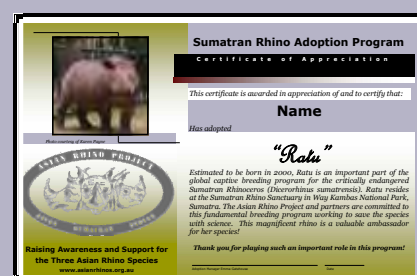 Sumatran Rhino Adoption Program
Certificate of Appreciation
This certificate is awarded in appreciation of and to certify that:
Name
Has adopted
“Ratu”
Estimated to be born in 2000, Ratu is an important part of the
global captive breeding program for the critically endangered
Sumatran Rhinoceros (Dicerorhinus sumatrensis). Ratu resides
at the Sumatran Rhino Sanctuary in Way Kambas National Park,
Sumatra. The Asian Rhino Project and partners are committed to
this fundamental breeding program working to save the species
with science. This magnificent rhino is a valuable ambassador
for her species!
Thank you for playing such an important role in this program!
Date
ASIAN RHINO PROJECT
JAVAN SUMATRAN INDIAN
Raising Awareness and Support for
the Three Asian Rhino Species
www.asianrhinos.org.au